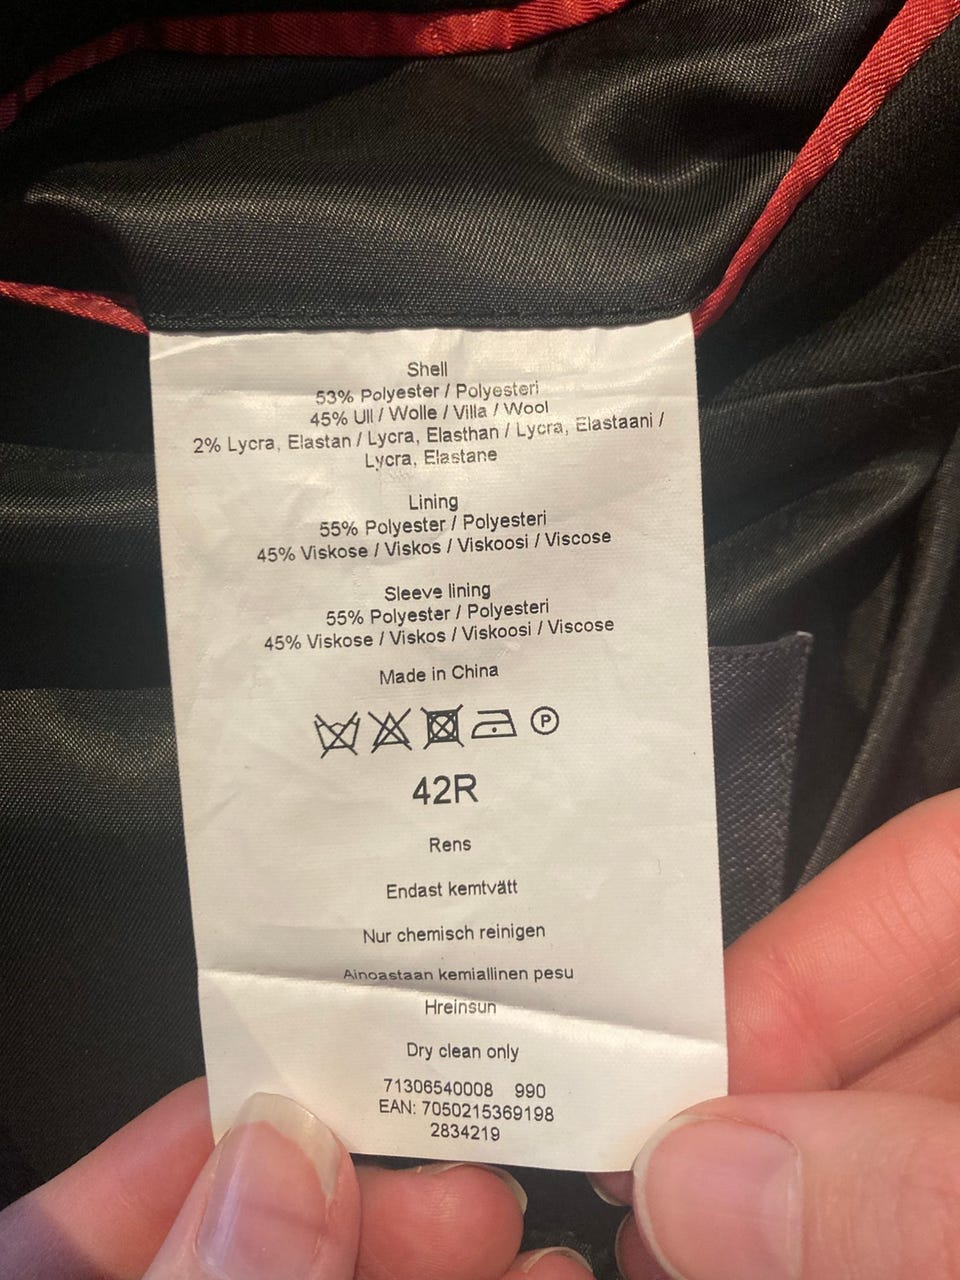 Shell
53% Polyester / Polyesteri
45% Ull / Wolle / Villa / Wool
2% Lycra, Elastan / Lycra, Elasthan / Lycra, Elastaani /
Lycra, Elastane
Lining
55% Polyester / Polyesteri
45% Viskose / Viskos / Viskoosi / Viscose
Sleeve lining
55% Polyester / Polyesteri
45% Viskose / Viskos / Viskoosi / Viscose
Made in China
P
42R
Rens
Endast kemtvätt
Nur chemisch reinigen
Ainoastaan kemiallinen pesu
Hreinsun
Dry clean only
71306540008 990
EAN: 7050215369198
2834219